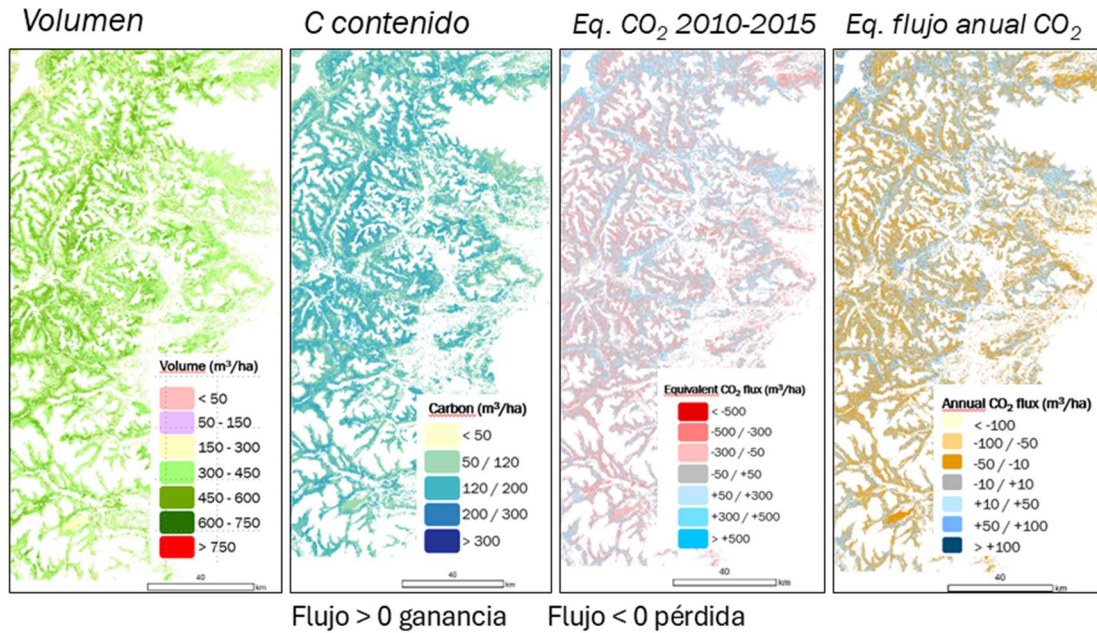 Volumen
C contenido
Eq. CO₂ 2010-2015
Eq. flujo anual CO₂
Volume (m³/ha)
< 50
50 - 150
150 - 300
300 - 450
450 - 600
600 - 750
> 750
40
km
Carbon (m³/ha)
< 50
50 / 120
120 / 200
200 / 300
> 300
40
km
Equivalent CO₂ flux (m³/ha)
< -500
-500 / -300
-300 / -50
-50 / +50
+50 / +300
+300 / +500
> +500
40
km
Annual CO₂ flux (m³/ha)
< -100
-100 / -50
-50 / -10
-10 / +10
+10 / +50
+50 / +100
> +100
40
km
Flujo > 0 ganancia
Flujo < 0 pérdida